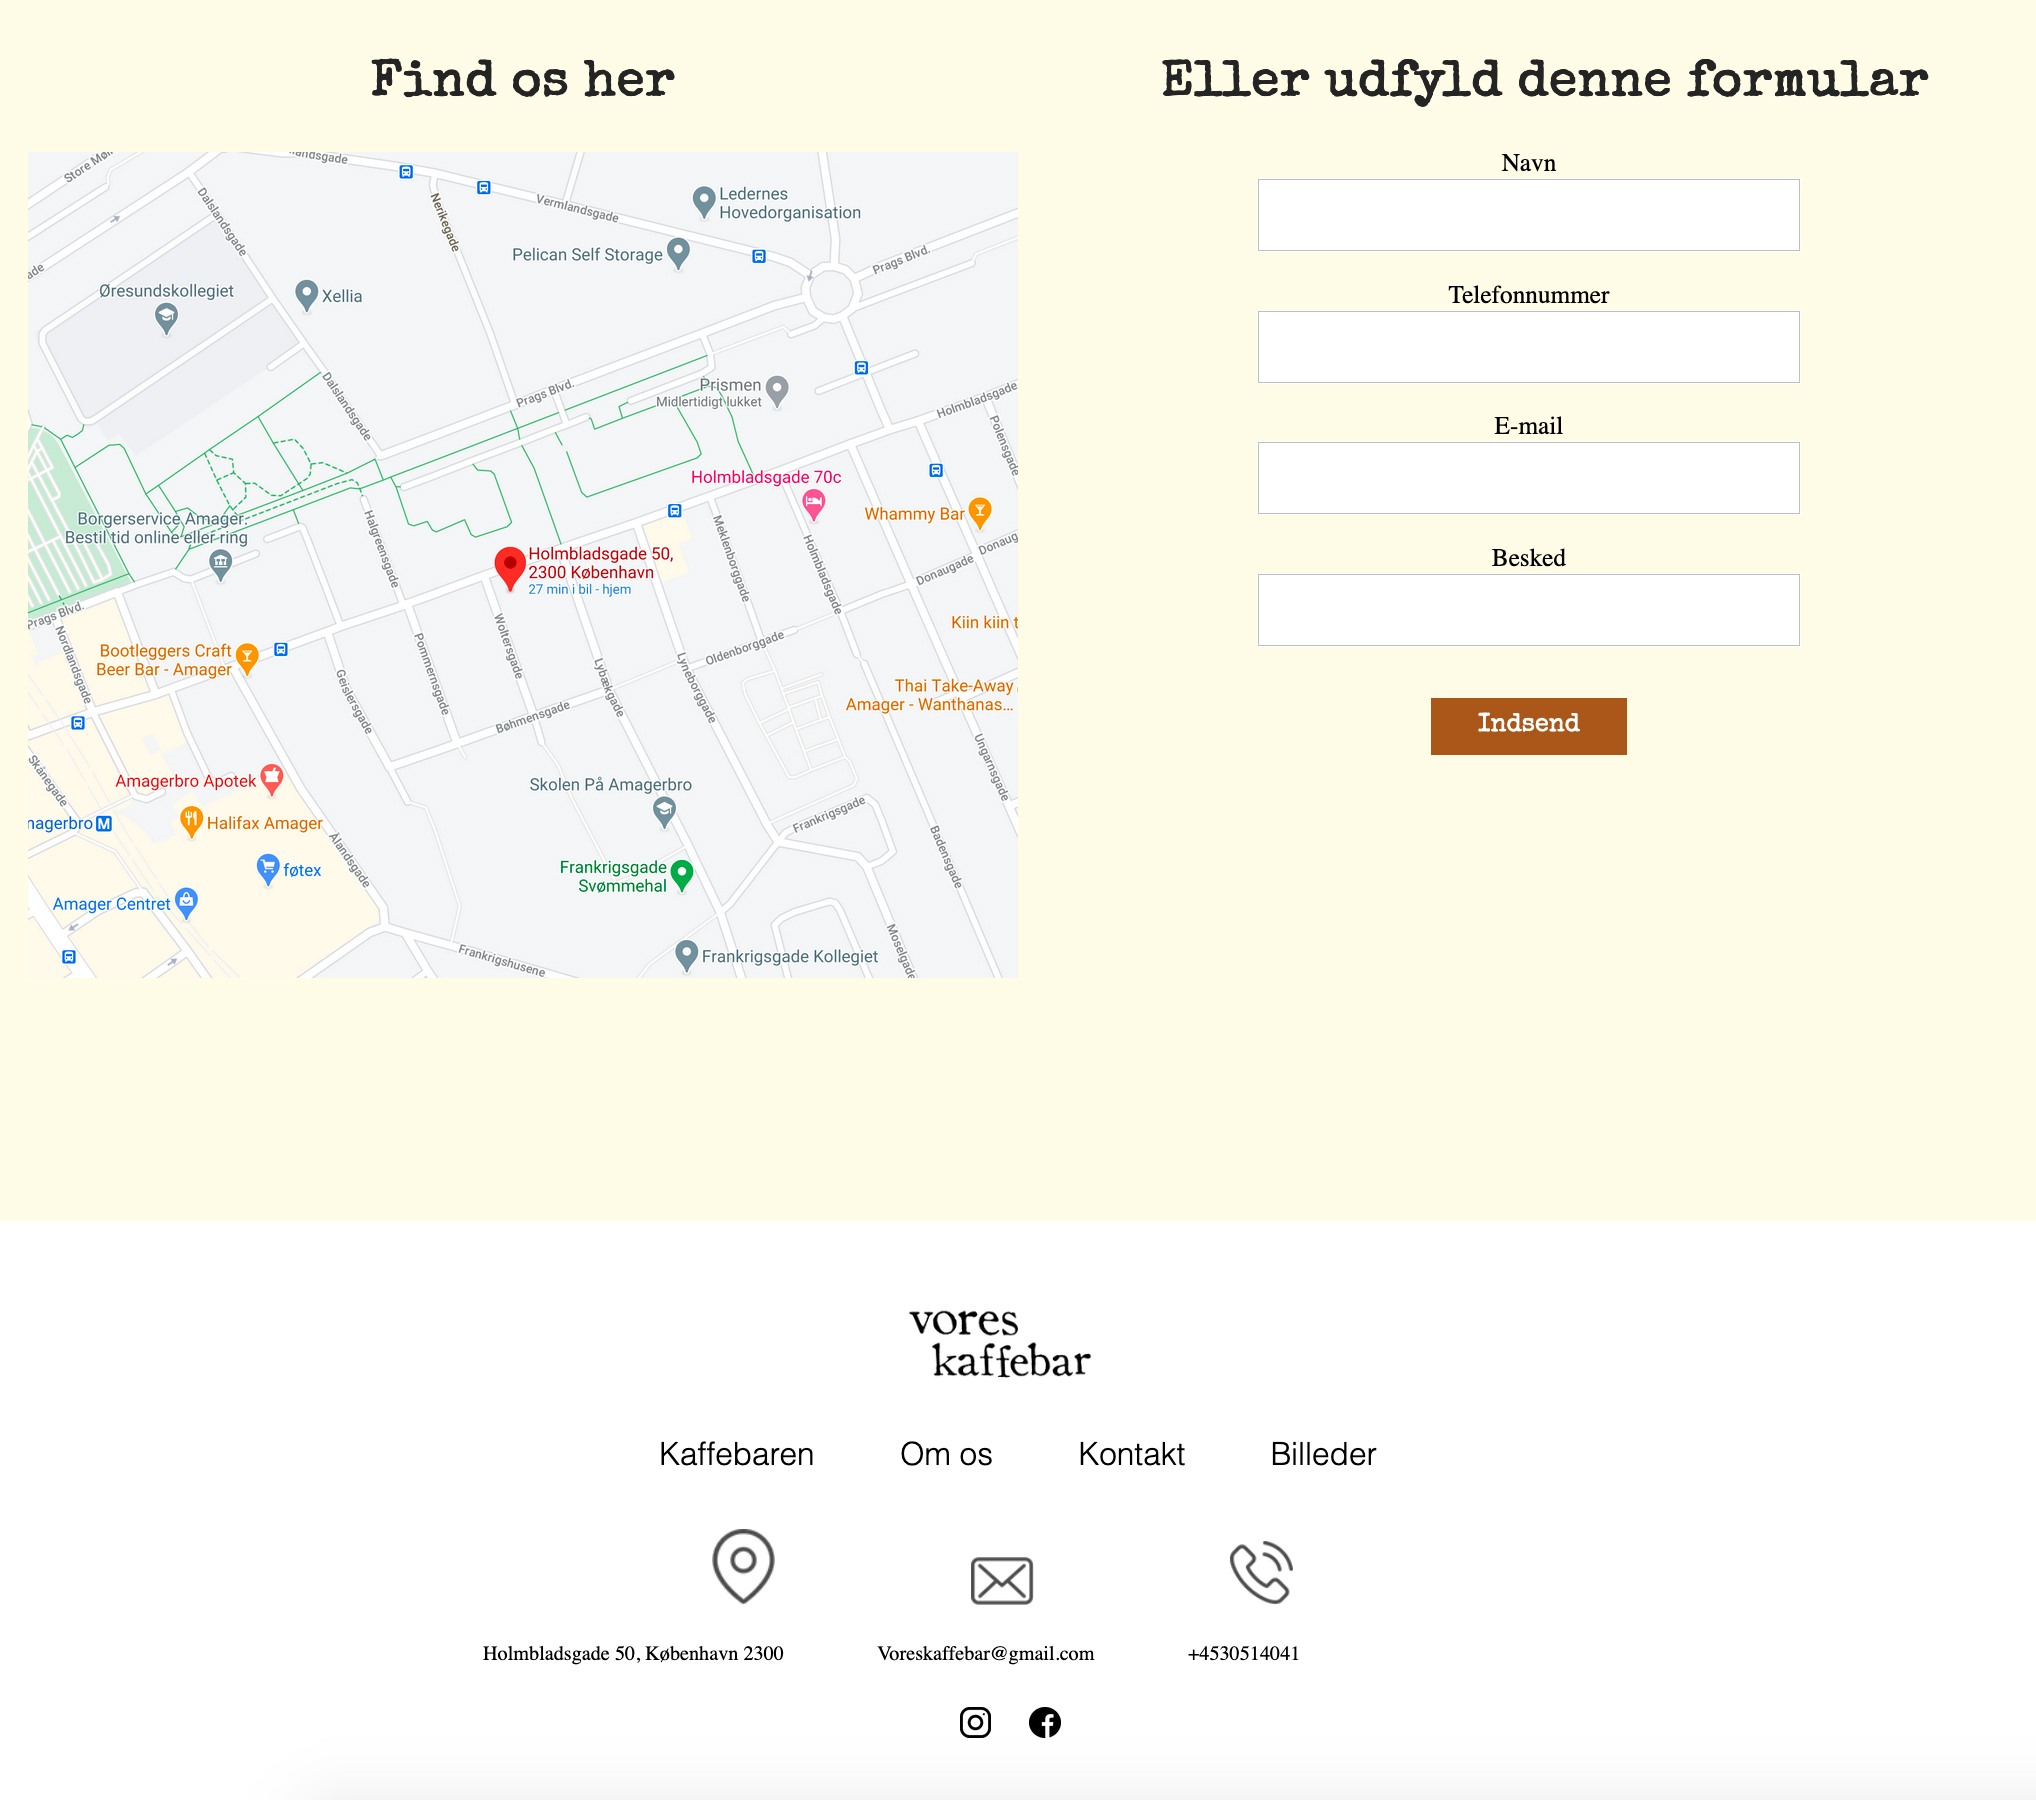 Find os her
Eller udfyld denne formular
Store Møl
andsgade
Vermlandsgade
Ledernes
Hovedorganisation
Dalslandsgade
Nerikegade
Pelican Self Storage
Prags Blvd.
ade
Øresundskollegiet
Xellia
Dalslandsgade
Prags Blvd.
Prismen
Midlertidigt lukket
Holmbladsgade
Polensgade
Holmbladsgade 70c
Borgerservice Amager.
Bestil tid online eller ring
Halgreensgade
Meklenborggade
Holmbladsgade
Whammy Bar
Donaugade
Donaug
Holmbladsgade 50,
2300 København
27 min i bil - hjem
Prags Blvd.
Nordlandsgade
Bootleggers Craft
Beer Bar - Amager
Geislersgade
Pommernsgade
Woltersgade
Lybækgade
Lyneborggade
Oldenborggade
Kiin kiin t
Thai Take-Away
Amager - Wanthanas...
Bøhmensgade
Ungarnsgade
Skånegade
Amagerbro Apotek
Skolen På Amagerbro
Frankrigsgade
Badensgade
nagerbro M
Halifax Amager
Ålandsgade
føtex
Frankrigsgade
Svømmehal
Amager Centret
Frankrigshusene
Frankrigsgade Kollegiet
Moselgade
Navn
Telefonnummer
E-mail
Besked
Indsend
vores
kaffebar
Kaffebaren
Om os
Kontakt
Billeder
Holmbladsgade 50, København 2300
Voreskaffebar@gmail.com
+4530514041